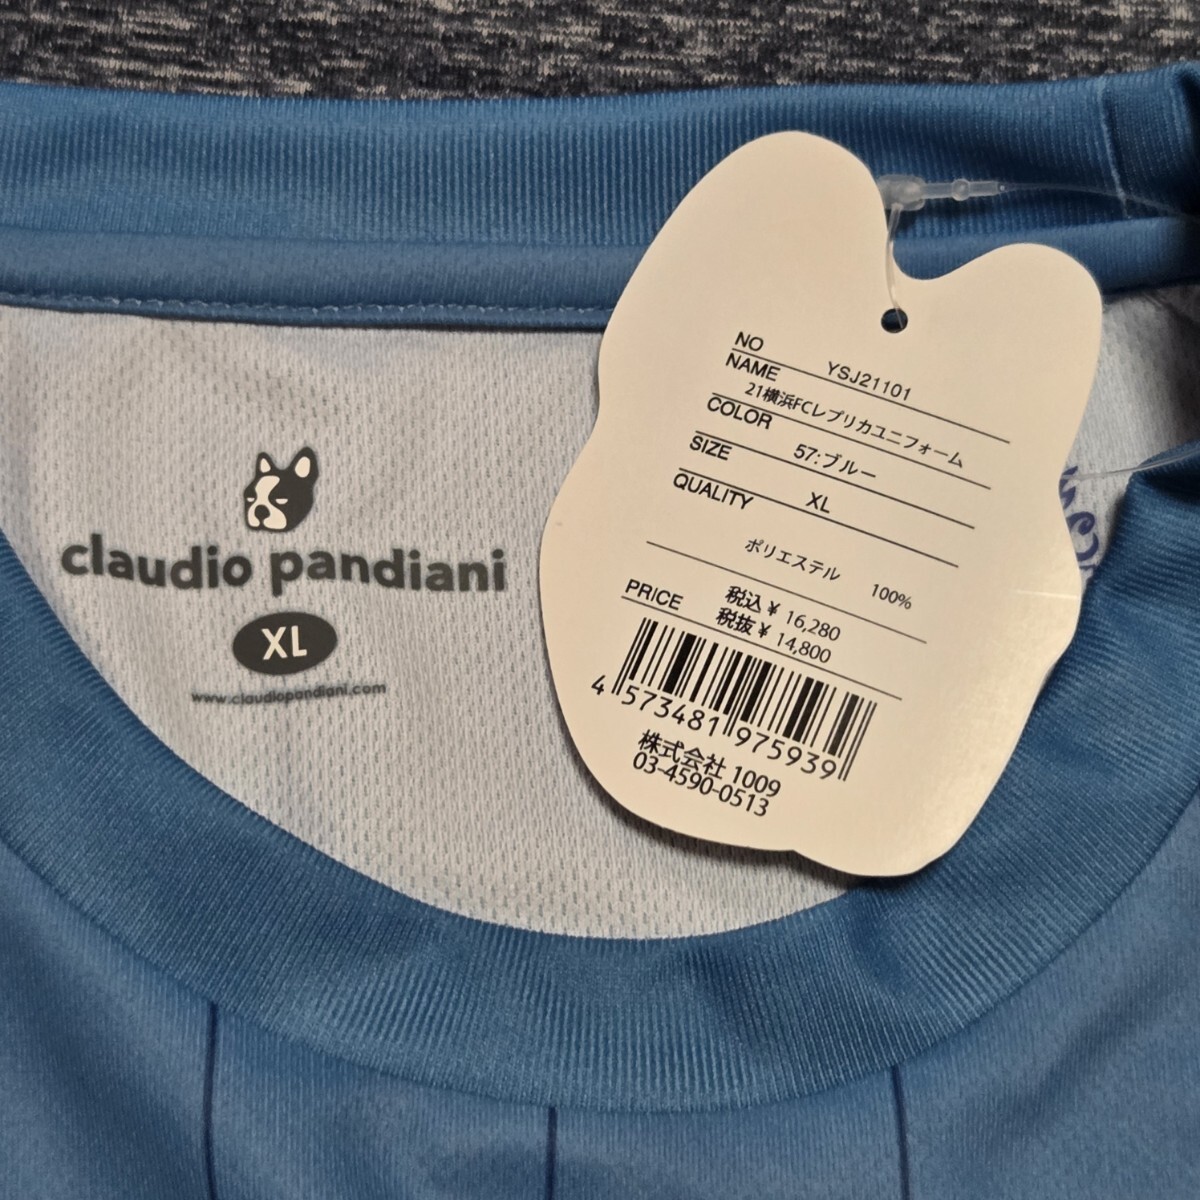 claudio pandiani
XL
www.claudiopandiani.com
NO YSJ21101
NAME
21横浜FCレプリカユニフォーム
COLOR 57:ブルー
SIZE XL
QUALITY
ポリエステル 100%
PRICE 税込 ¥ 16,280
税抜 ¥ 14,800
4 573481 975939
株式会社 1009
03-4590-0513